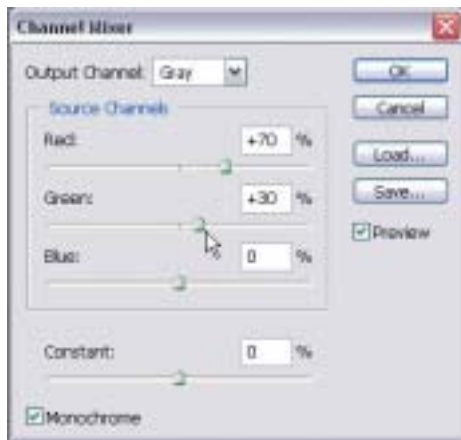 Channel Mixer
Output Channel: Gray
OK
Cancel
Load...
Save...
Preview
Source Channels
Red: +70 %
Green: +30 %
Blue: 0 %
Constant: 0 %
Monochrome